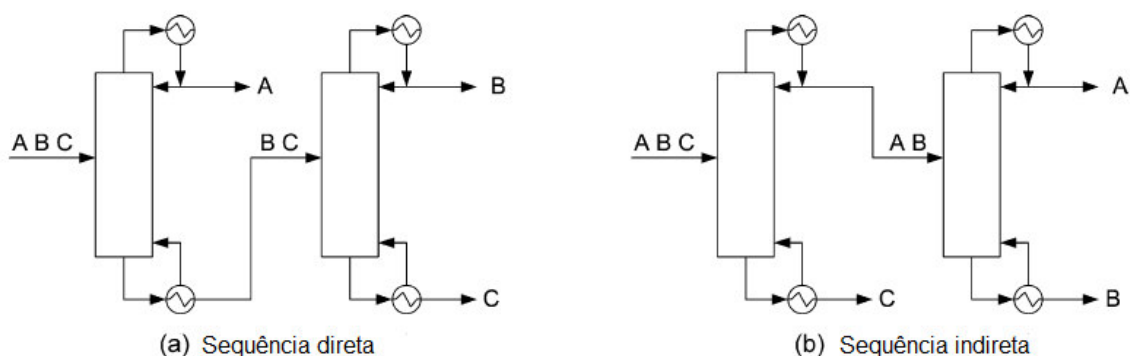 A
B
A
A B C
B C
A B C
A B
C
C
C
B
(a) Sequência direta
(b) Sequência indireta